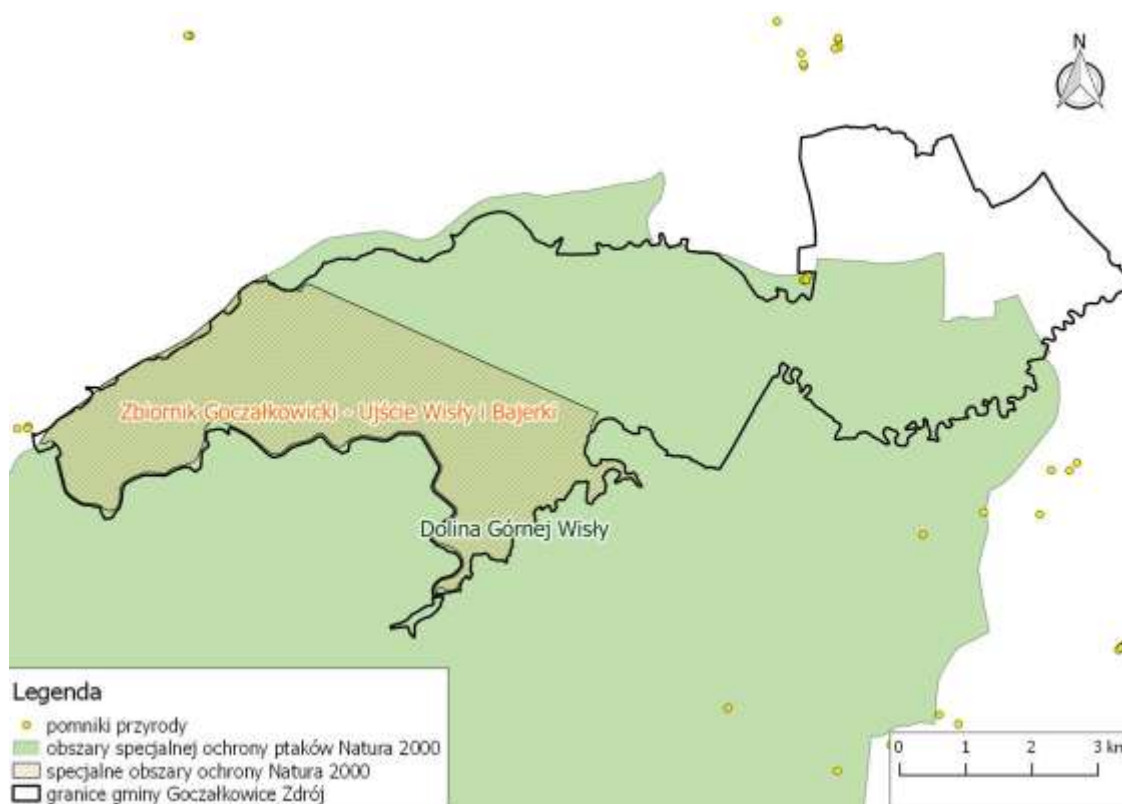 N
Zbiornik Goczałkowicki - Ujście Wisły i Bajerki
Dolina Górnej Wisły
Legenda
pomniki przyrody
obszary specjalnej ochrony ptaków Natura 2000
specjalne obszary ochrony Natura 2000
granice gminy Goczałkowice Zdrój
0 1 2 3 km